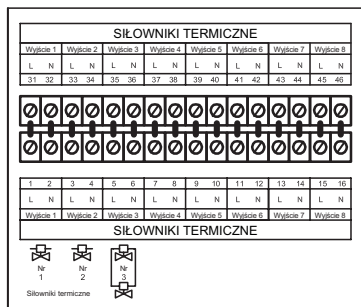 SIŁOWNIKI TERMICZNE
Wyjście 1 Wyjście 2 Wyjście 3 Wyjście 4 Wyjście 5 Wyjście 6 Wyjście 7 Wyjście 8
L N L N L N L N L N L N L N L N
31 32 33 34 35 36 37 38 39 40 41 42 43 44 45 46
1 2 3 4 5 6 7 8 9 10 11 12 13 14 15 16
L N L N L N L N L N L N L N L N
Wyjście 1 Wyjście 2 Wyjście 3 Wyjście 4 Wyjście 5 Wyjście 6 Wyjście 7 Wyjście 8
SIŁOWNIKI TERMICZNE
Nr Nr Nr
1 2 3
Siłowniki termiczne